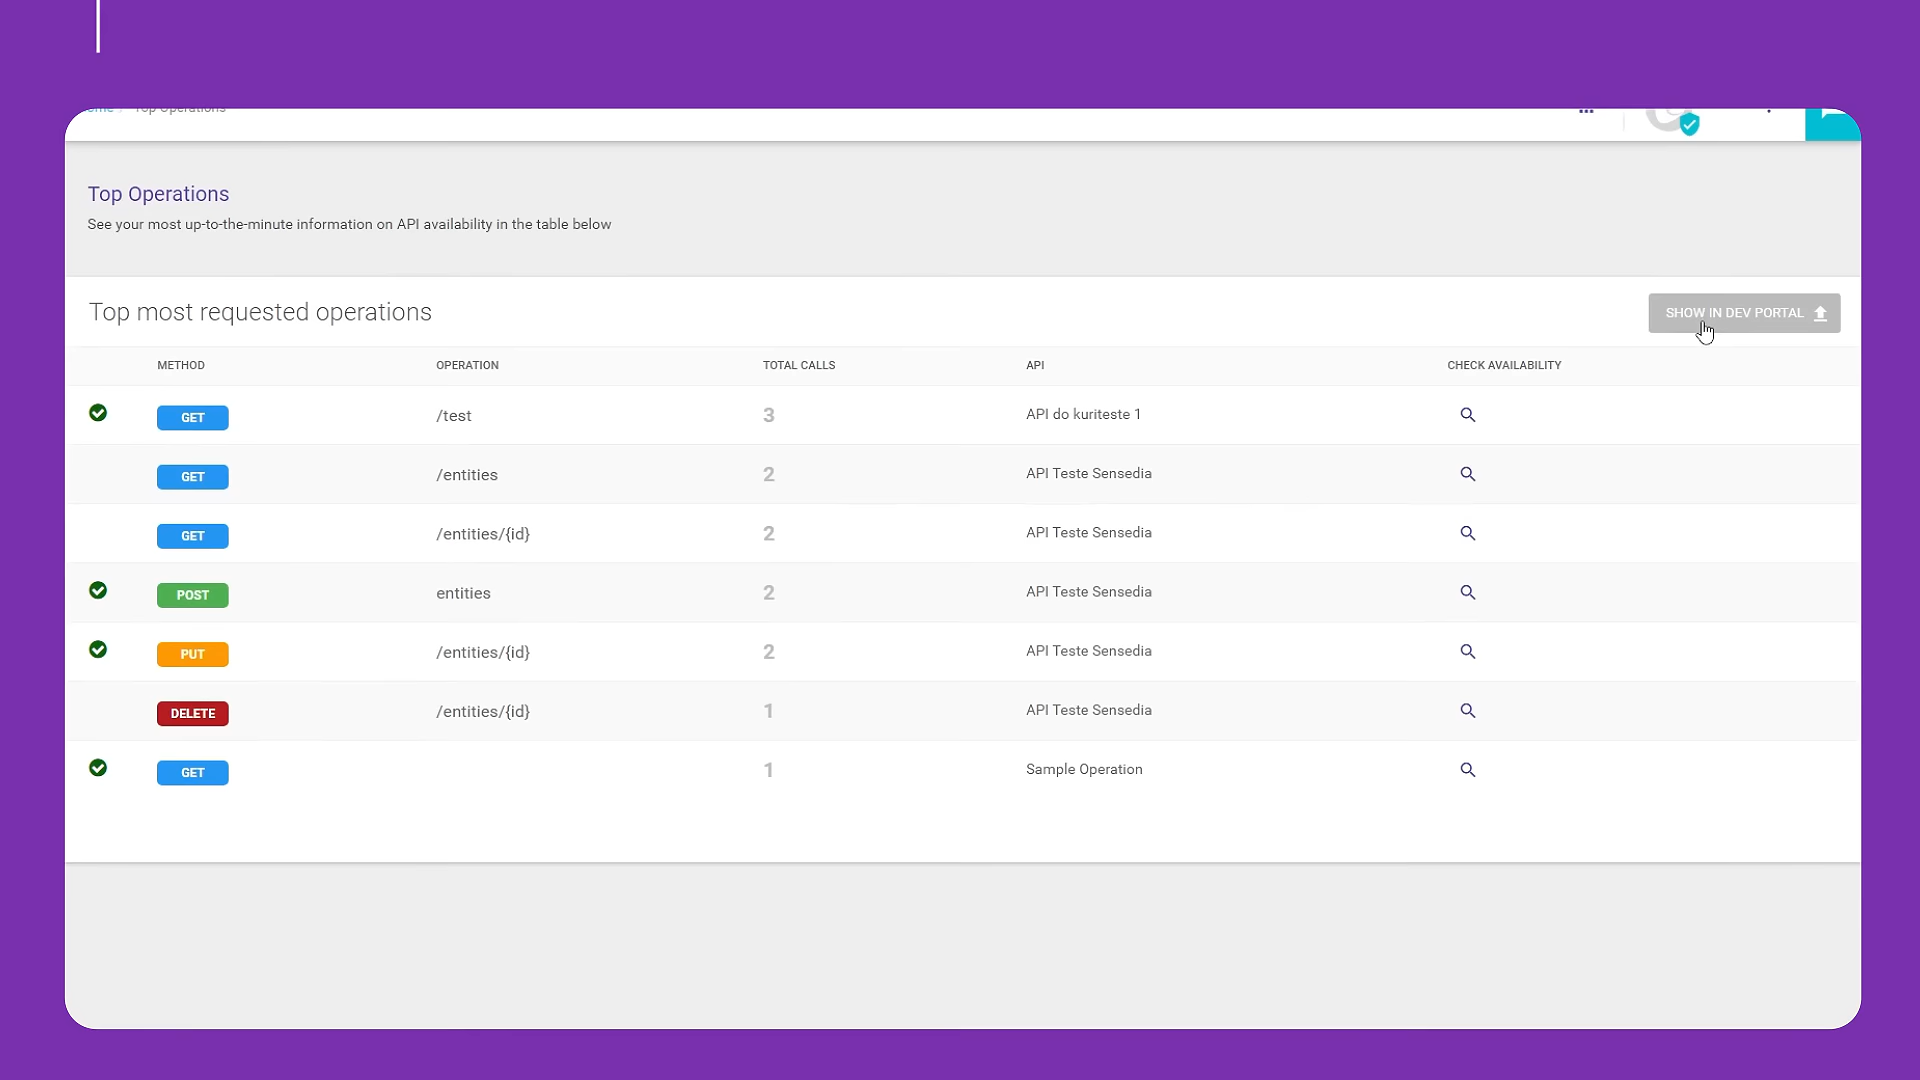 Top Operations
Top Operations
See your most up-to-the-minute information on API availability in the table below
Top most requested operations
SHOW IN DEV PORTAL
METHOD OPERATION TOTAL CALLS API CHECK AVAILABILITY
GET /test 3 API do kuriteste 1
GET /entities 2 API Teste Sensedia
GET /entities/{id} 2 API Teste Sensedia
POST entities 2 API Teste Sensedia
PUT /entities/{id} 2 API Teste Sensedia
DELETE /entities/{id} 1 API Teste Sensedia
GET 1 Sample Operation